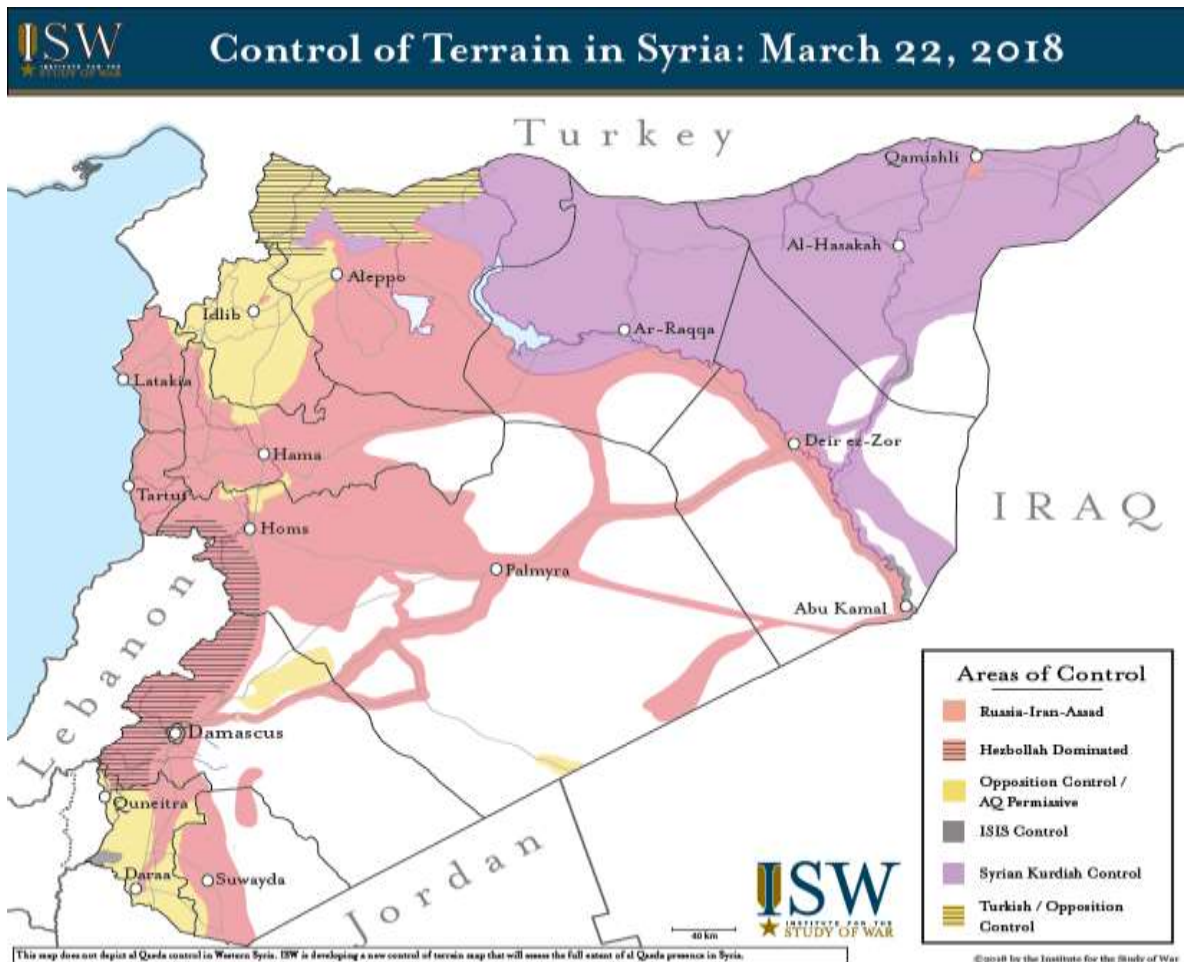 ISW
INSTITUTE FOR THE
STUDY OF WAR
Control of Terrain in Syria: March 22, 2018
Turkey
Qamishli
Al-Hasakah
Aleppo
Idlib
Ar-Raqqa
Latakia
Deir ez-Zor
Hama
Tartus
IRAQ
Homs
Palmyra
Abu Kamal
Lebanon
Damascus
Quneitra
Daraa
Suwayda
Jordan
Areas of Control
Russia-Iran-Assad
Hezbollah Dominated
Opposition Control /
AQ Permissive
ISIS Control
Syrian Kurdish Control
Turkish / Opposition
Control
ISW
INSTITUTE FOR THE
STUDY OF WAR
40 km
This map does not depict al Qaeda control in Western Syria. ISW is developing a new control of terrain map that will assess the full extent of al Qaeda presence in Syria.
©2018 by the Institute for the Study of War